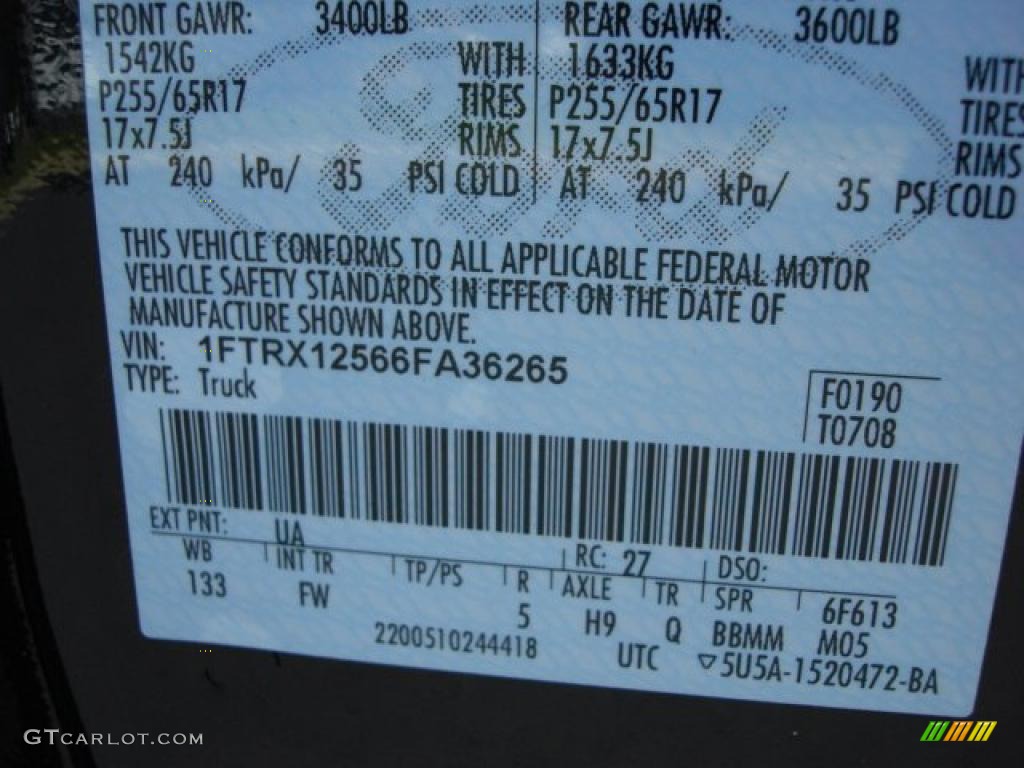 FRONT GAWR: 3400LB REAR GAWR: 3600LB
1542KG WITH 1633KG WITH
P255/65R17 TIRES P255/65R17 TIRES
17x7.5J RIMS 17x7.5J RIMS
AT 240 kPa/ 35 PSI COLD AT 240 kPa/ 35 PSI COLD
THIS VEHICLE CONFORMS TO ALL APPLICABLE FEDERAL MOTOR
VEHICLE SAFETY STANDARDS IN EFFECT ON THE DATE OF
MANUFACTURE SHOWN ABOVE.
VIN: 1FTRX12566FA36265
TYPE: Truck
F0190
T0708
EXT PNT: UA RC: 27 DSO:
WB INT TR TP/PS R AXLE TR SPR 6F613
133 FW 5 H9 Q BBMM M05
2200510244418 UTC ▽5U5A-1520472-BA
GTCARLOT.COM